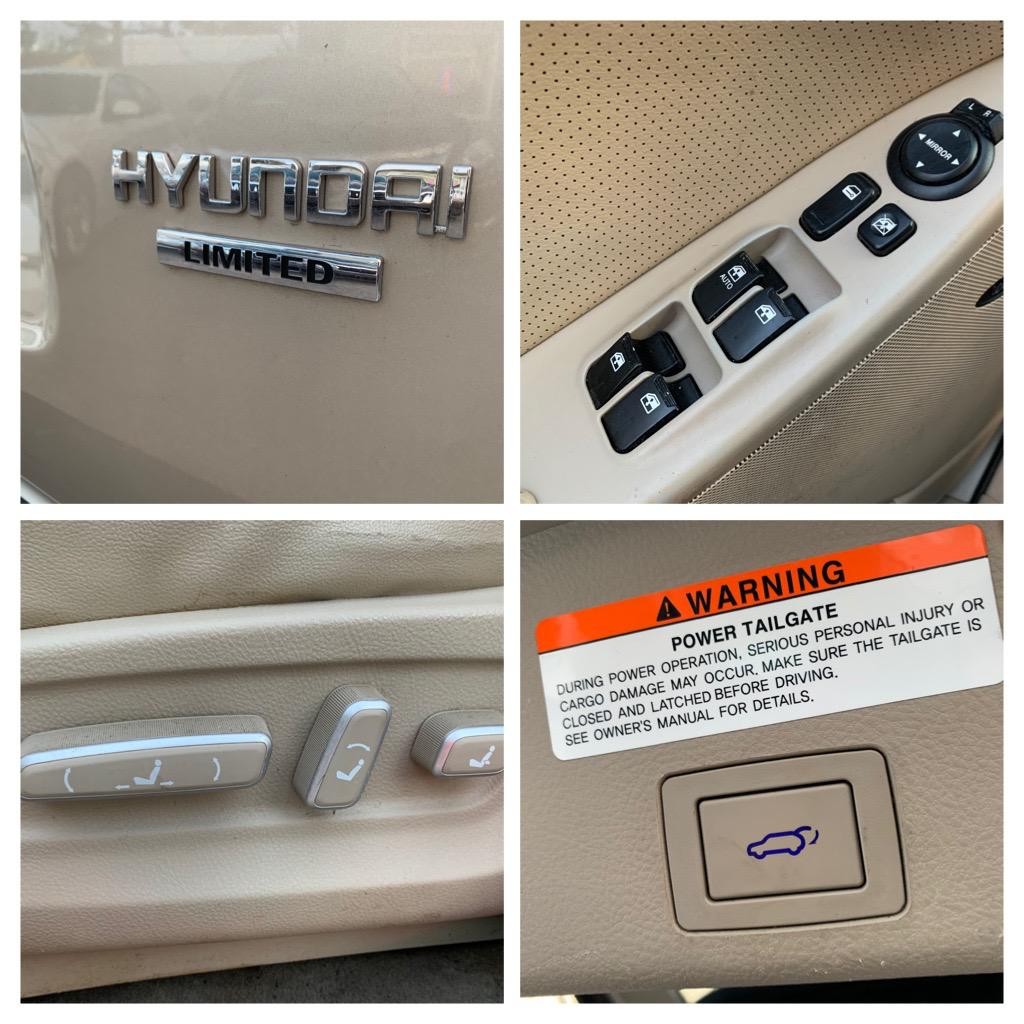 HYUNDAI
LIMITED
L R
MIRROR
AUTO
WARNING
POWER TAILGATE
DURING POWER OPERATION, SERIOUS PERSONAL INJURY OR
CARGO DAMAGE MAY OCCUR. MAKE SURE THE TAILGATE IS
CLOSED AND LATCHED BEFORE DRIVING.
SEE OWNER'S MANUAL FOR DETAILS.